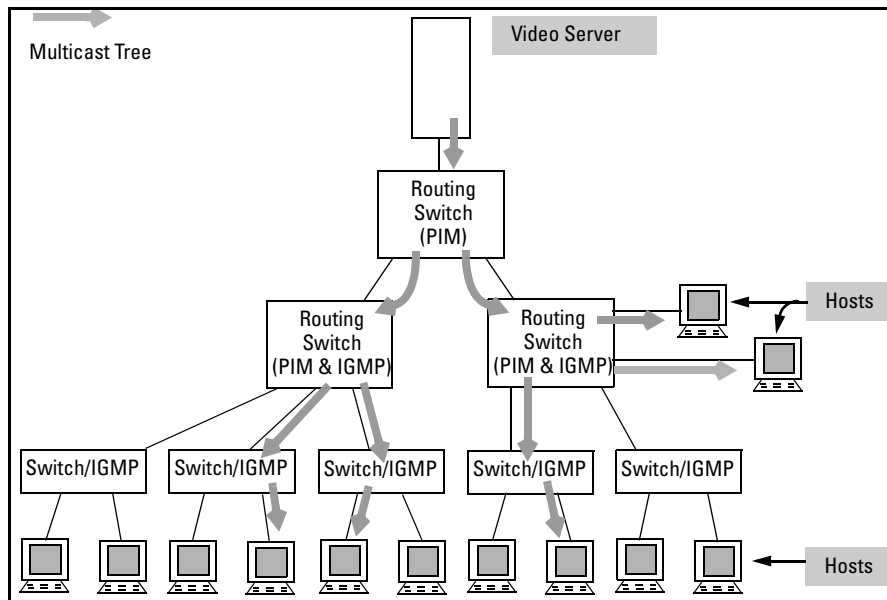 Multicast Tree
Video Server
Routing
Switch
(PIM)
Hosts
Routing
Switch
(PIM & IGMP)
Routing
Switch
(PIM & IGMP)
Switch/IGMP
Switch/IGMP
Switch/IGMP
Switch/IGMP
Switch/IGMP
Hosts